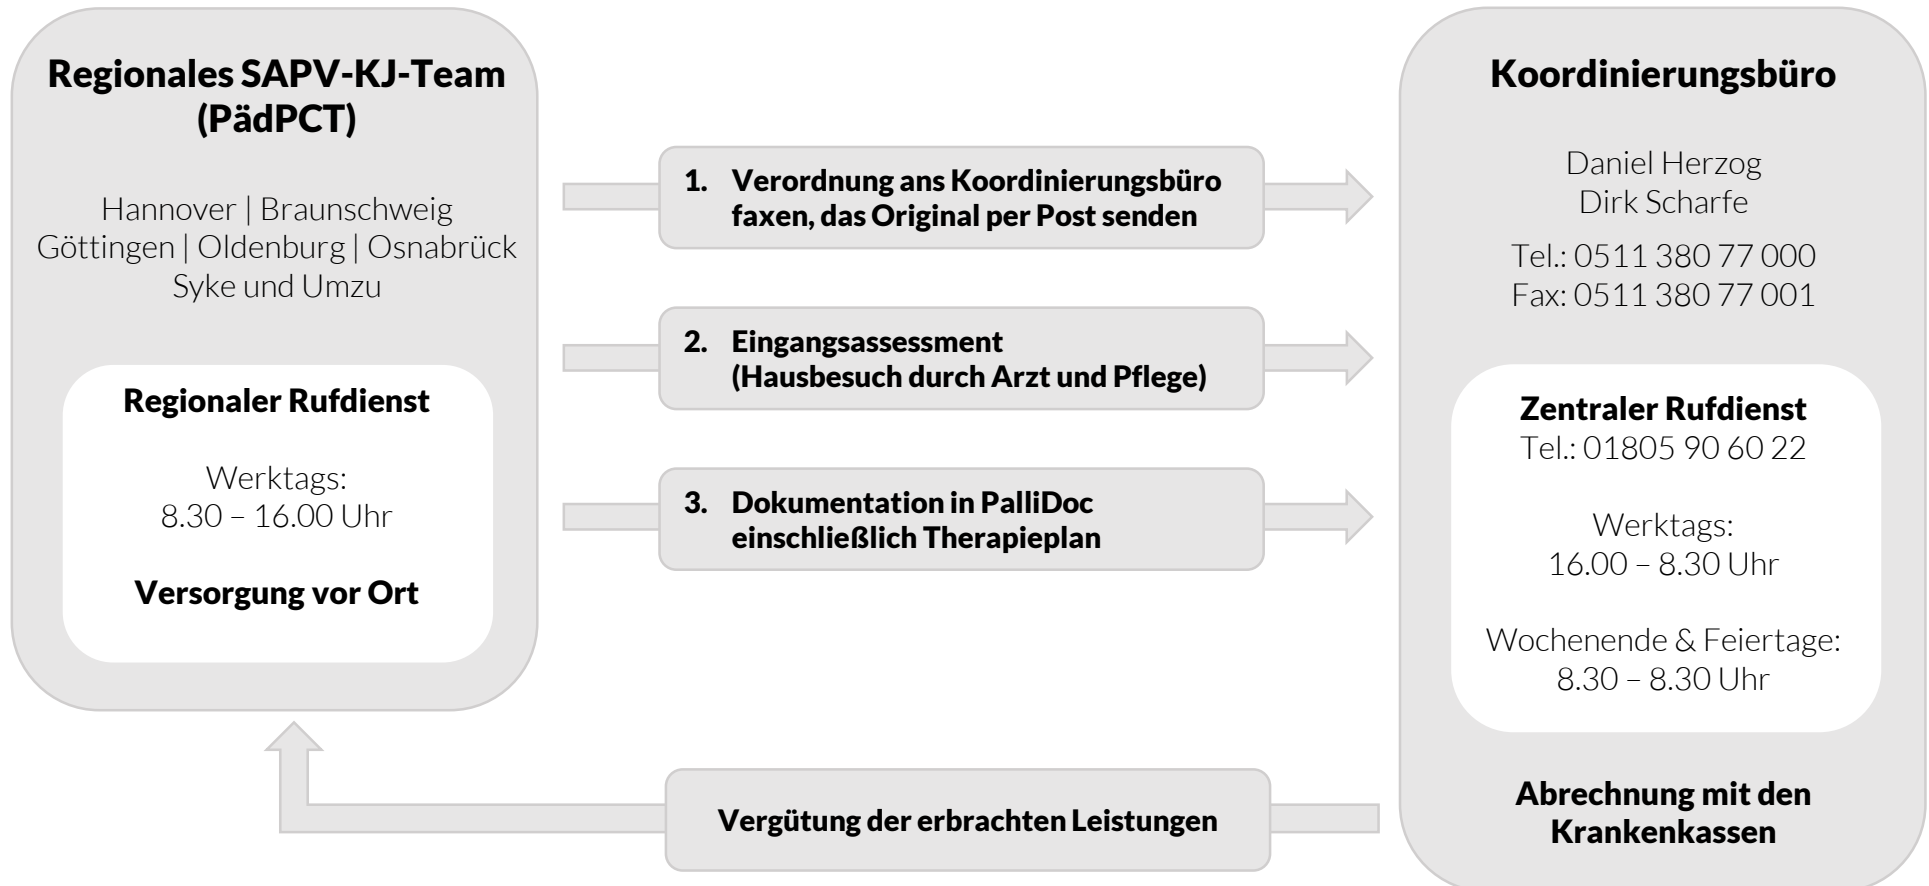 Regionales SAPV-KJ-Team
(PädPCT)
Hannover | Braunschweig
Göttingen | Oldenburg | Osnabrück
Syke und Umzu
Regionaler Rufdienst
Werktags:
8.30 – 16.00 Uhr
Versorgung vor Ort
1. Verordnung ans Koordinierungsbüro
faxen, das Original per Post senden
2. Eingangsassessment
(Hausbesuch durch Arzt und Pflege)
3. Dokumentation in PalliDoc
einschließlich Therapieplan
Koordinierungsbüro
Daniel Herzog
Dirk Scharfe
Tel.: 0511 380 77 000
Fax: 0511 380 77 001
Zentraler Rufdienst
Tel.: 01805 90 60 22
Werktags:
16.00 – 8.30 Uhr
Wochenende & Feiertage:
8.30 – 8.30 Uhr
Abrechnung mit den
Krankenkassen
Vergütung der erbrachten Leistungen